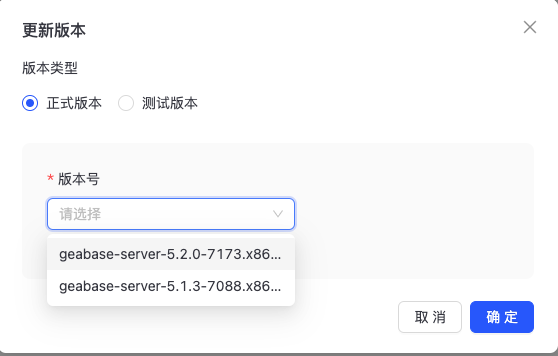 更新版本
版本类型
正式版本 测试版本
* 版本号
请选择
geabase-server-5.2.0-7173.x86...
geabase-server-5.1.3-7088.x86...
取 消 确 定